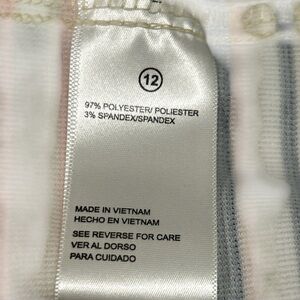 12
97% POLYESTER/ POLIESTER
3% SPANDEX/SPANDEX
MADE IN VIETNAM
HECHO EN VIETNAM
SEE REVERSE FOR CARE
VER AL DORSO
PARA CUIDADO